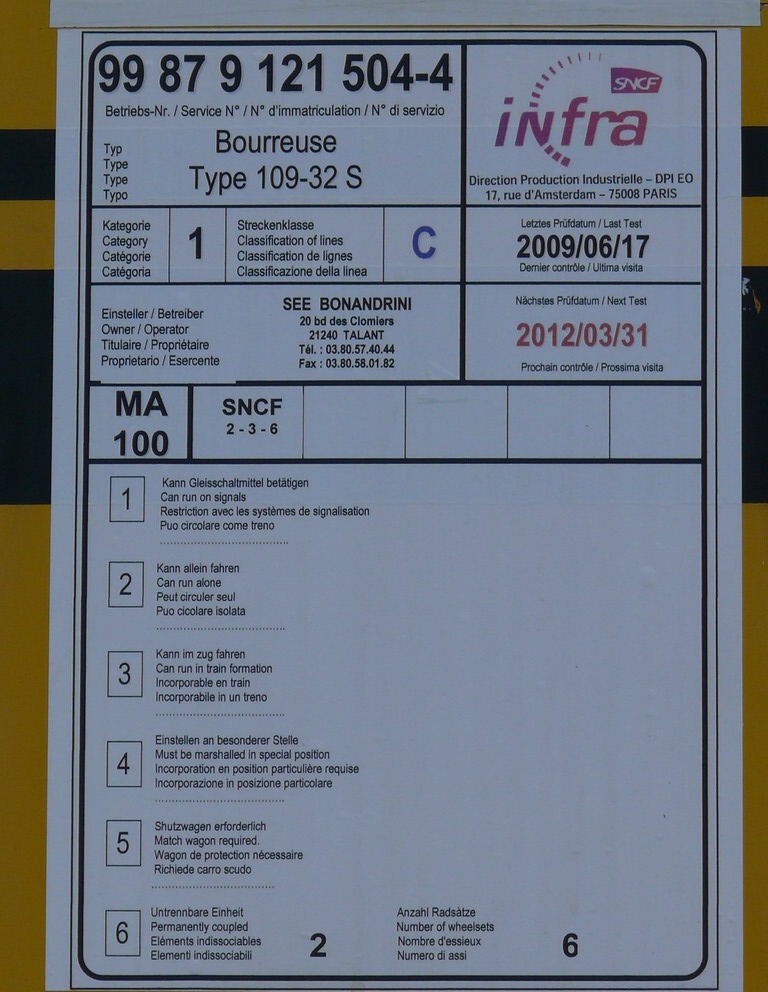 99 87 9 121 504-4
Betriebs-Nr. / Service N° / N° d'immatriculation / N° di servizio
Typ
Type
Type
Typo
Bourreuse
Type 109-32 S
SNCF
infra
Direction Production Industrielle – DPI EO
17, rue d'Amsterdam – 75008 PARIS
Kategorie
Category
Catégorie
Catégoria
1
Streckenklasse
Classification of lines
Classification de lignes
Classificazione della linea
C
Letztes Prüfdatum / Last Test
2009/06/17
Dernier contrôle / Ultima visita
Einsteller / Betreiber
Owner / Operator
Titulaire / Propriétaire
Proprietario / Esercente
SEE BONANDRINI
20 bd des Clomiers
21240 TALANT
Tél. : 03.80.57.40.44
Fax : 03.80.58.01.82
Nächstes Prüfdatum / Next Test
2012/03/31
Prochain contrôle / Prossima visita
MA
100
SNCF
2 - 3 - 6
1
Kann Gleisschaltmittel betätigen
Can run on signals
Restriction avec les systèmes de signalisation
Puo circolare come treno
2
Kann allein fahren
Can run alone
Peut circuler seul
Puo cicolare isolata
3
Kann im zug fahren
Can run in train formation
Incorporable en train
Incorporabile in un treno
4
Einstellen an besonderer Stelle
Must be marshalled in special position
Incorporation en position particulière requise
Incorporazione in posizione particolare
5
Shutzwagen erforderlich
Match wagon required.
Wagon de protection nécessaire
Richiede carro scudo
6
Untrennbare Einheit
Permanently coupled
Eléments indissociables
Elementi indissociabili
2
Anzahl Radsàtze
Number of wheelsets
Nombre d'essieux
Numero di assi
6